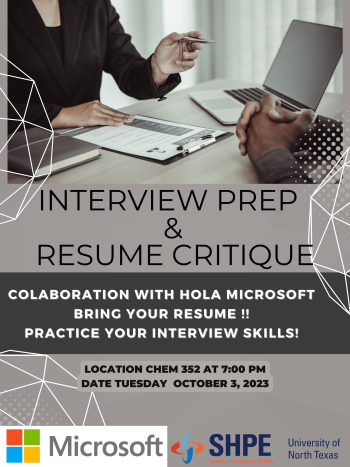 INTERVIEW PREP
&
RESUME CRITIQUE
COLABORATION WITH HOLA MICROSOFT
BRING YOUR RESUME !!
PRACTICE YOUR INTERVIEW SKILLS!
LOCATION CHEM 352 AT 7:00 PM
DATE TUESDAY OCTOBER 3, 2023
Microsoft
SHPE
University of
North Texas